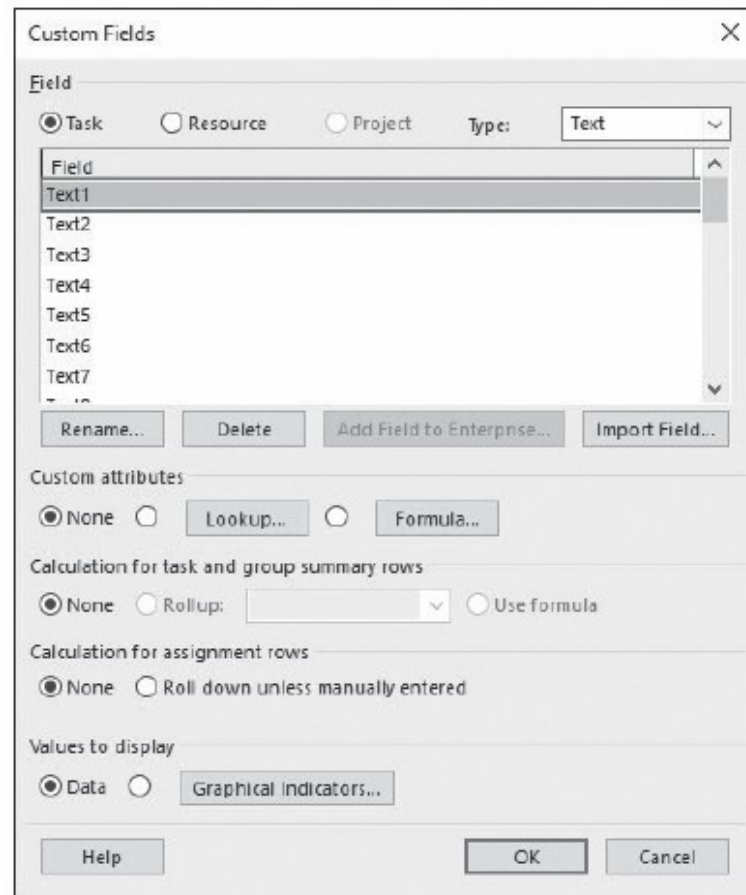 Custom Fields
Field
Task Resource Project Type: Text
Field
Text1
Text2
Text3
Text4
Text5
Text6
Text7
Rename... Delete Add Field to Enterprise... Import Field...
Custom attributes
None Lookup... Formula...
Calculation for task and group summary rows
None Rollup: Use formula
Calculation for assignment rows
None Roll down unless manually entered
Values to display
Data Graphical Indicators...
Help OK Cancel